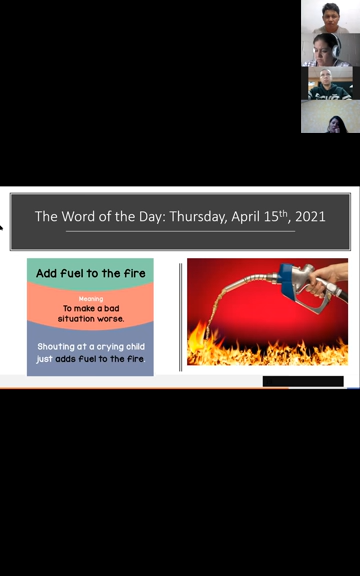 The Word of the Day: Thursday, April 15th, 2021
Add fuel to the fire
Meaning
To make a bad
situation worse.
Shouting at a crying child
just adds fuel to the fire.